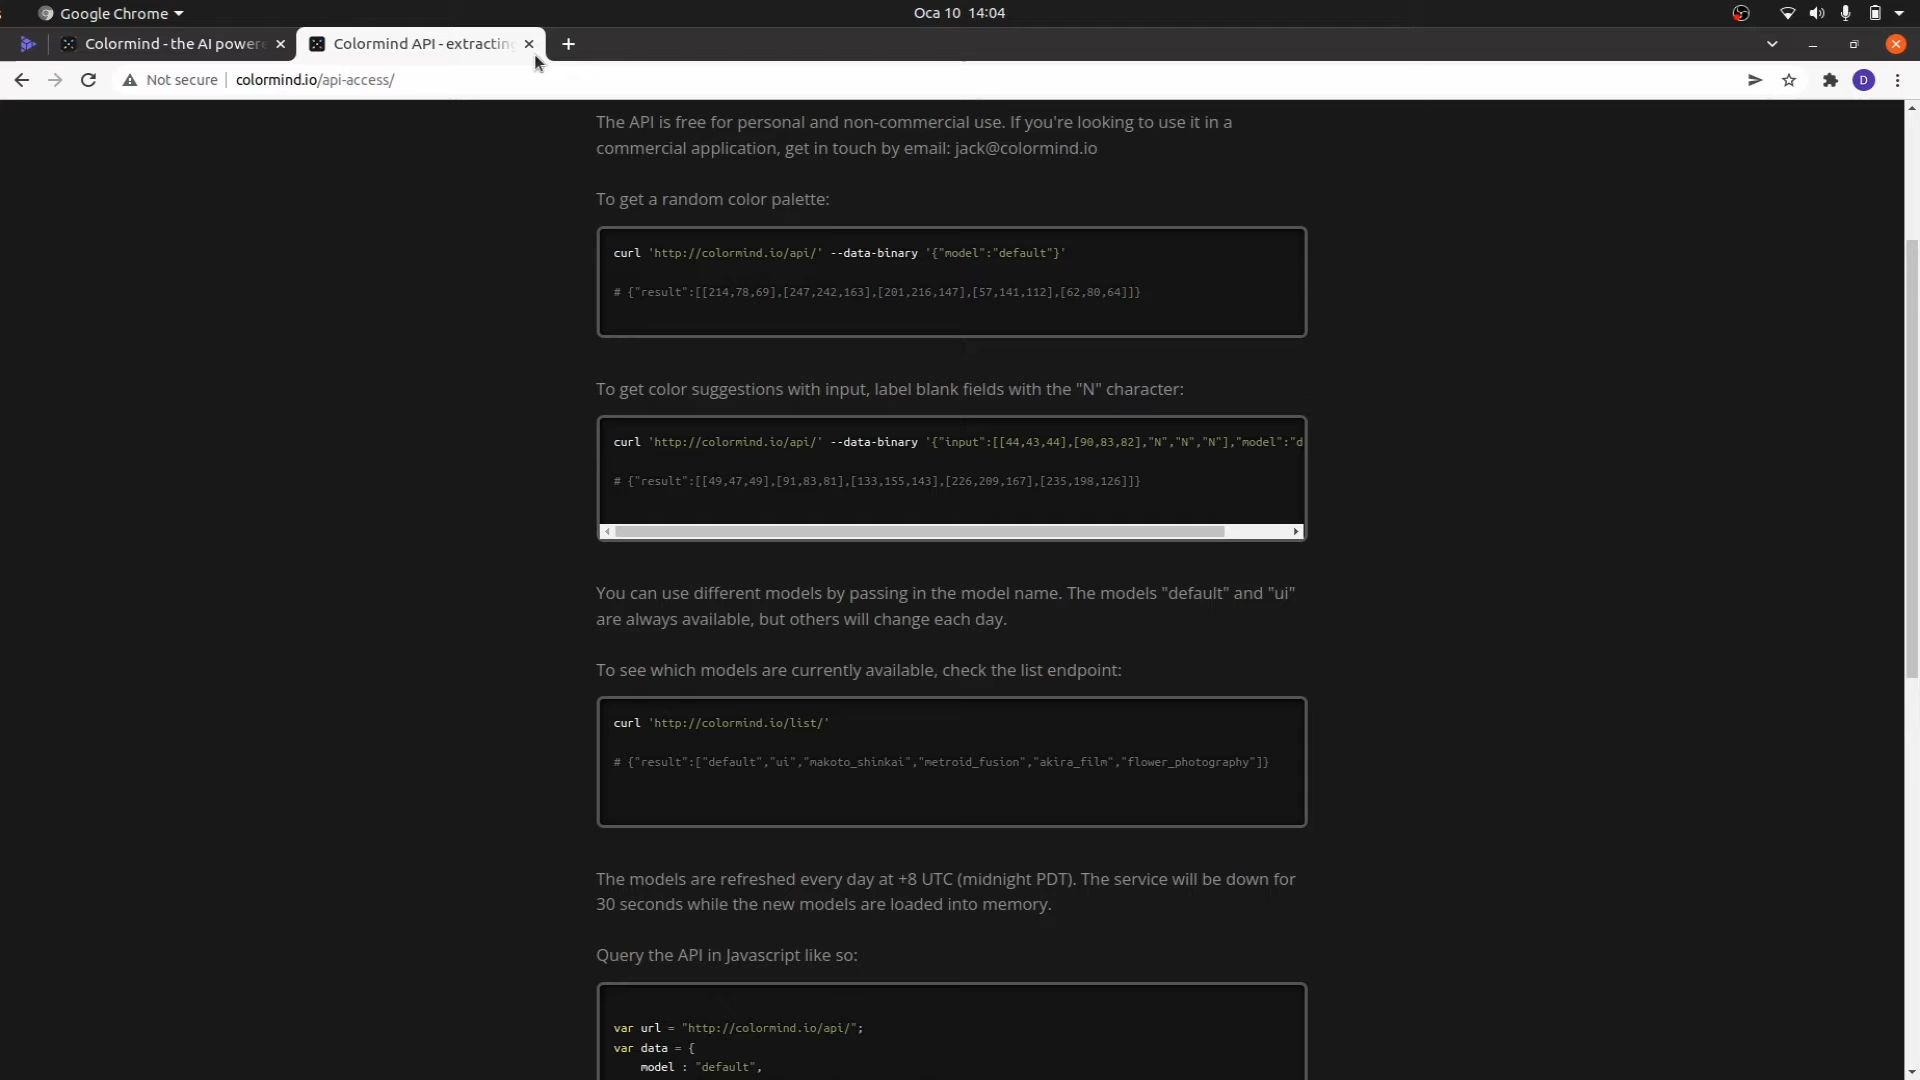 Google Chrome
Oca 10 14:04
Colormind - the AI powere
Colormind API - extracting
Not secure
colormind.io/api-access/
D
The API is free for personal and non-commercial use. If you're looking to use it in a
commercial application, get in touch by email: jack@colormind.io
To get a random color palette:
curl 'http://colormind.io/api/' --data-binary '{"model":"default"}'
# {"result":[[214,78,69],[247,242,163],[201,216,147],[57,141,112],[62,80,64]]}
To get color suggestions with input, label blank fields with the "N" character:
curl 'http://colormind.io/api/' --data-binary '{"input":[[44,43,44],[90,83,82],"N","N","N"],"model":"d
# {"result":[[49,47,49],[91,83,81],[133,155,143],[226,209,167],[235,198,126]]}
You can use different models by passing in the model name. The models "default" and "ui"
are always available, but others will change each day.
To see which models are currently available, check the list endpoint:
curl 'http://colormind.io/list/'
# {"result":["default","ui","makoto_shinkai","metroid_fusion","akira_film","flower_photography"]}
The models are refreshed every day at +8 UTC (midnight PDT). The service will be down for
30 seconds while the new models are loaded into memory.
Query the API in Javascript like so:
var url = "http://colormind.io/api/";
var data = {
model : "default",